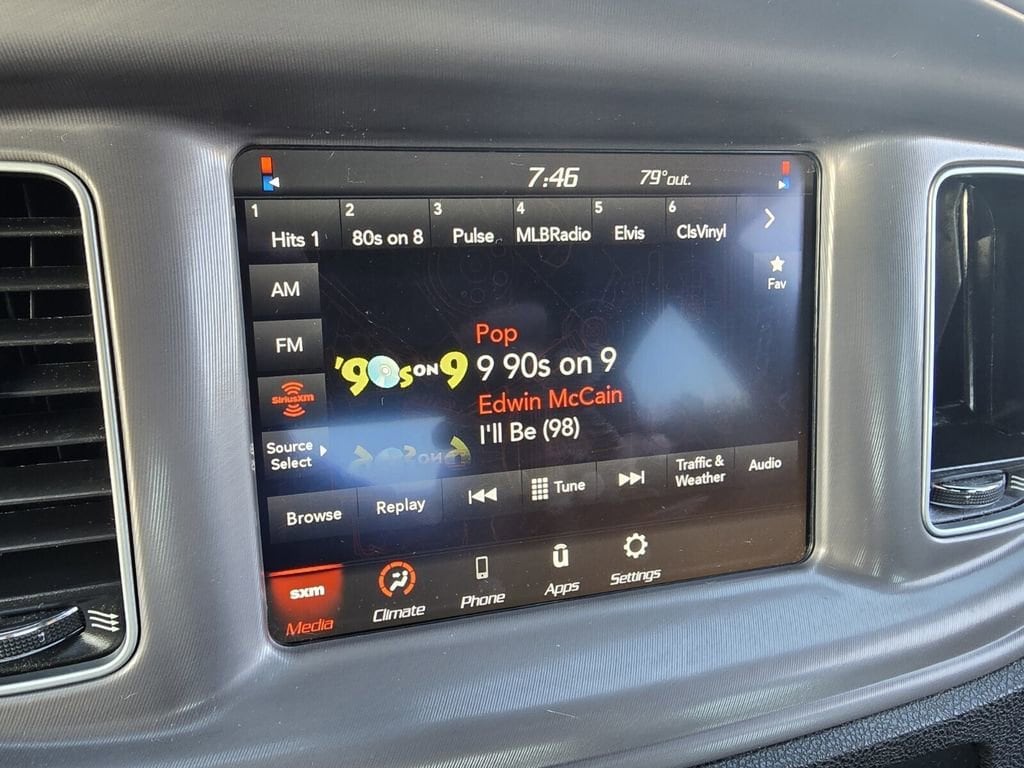 7:46 79° out.
1 2 3 4 5 6
Hits 1 80s on 8 Pulse MLBRadio Elvis ClsVinyl
Fav
AM
FM
SiriusXM
Source
Select
'90s ON 9
Pop
9 90s on 9
Edwin McCain
I'll Be (98)
Browse Replay Tune Traffic &
Weather Audio
sxm
Media Climate Phone Apps Settings